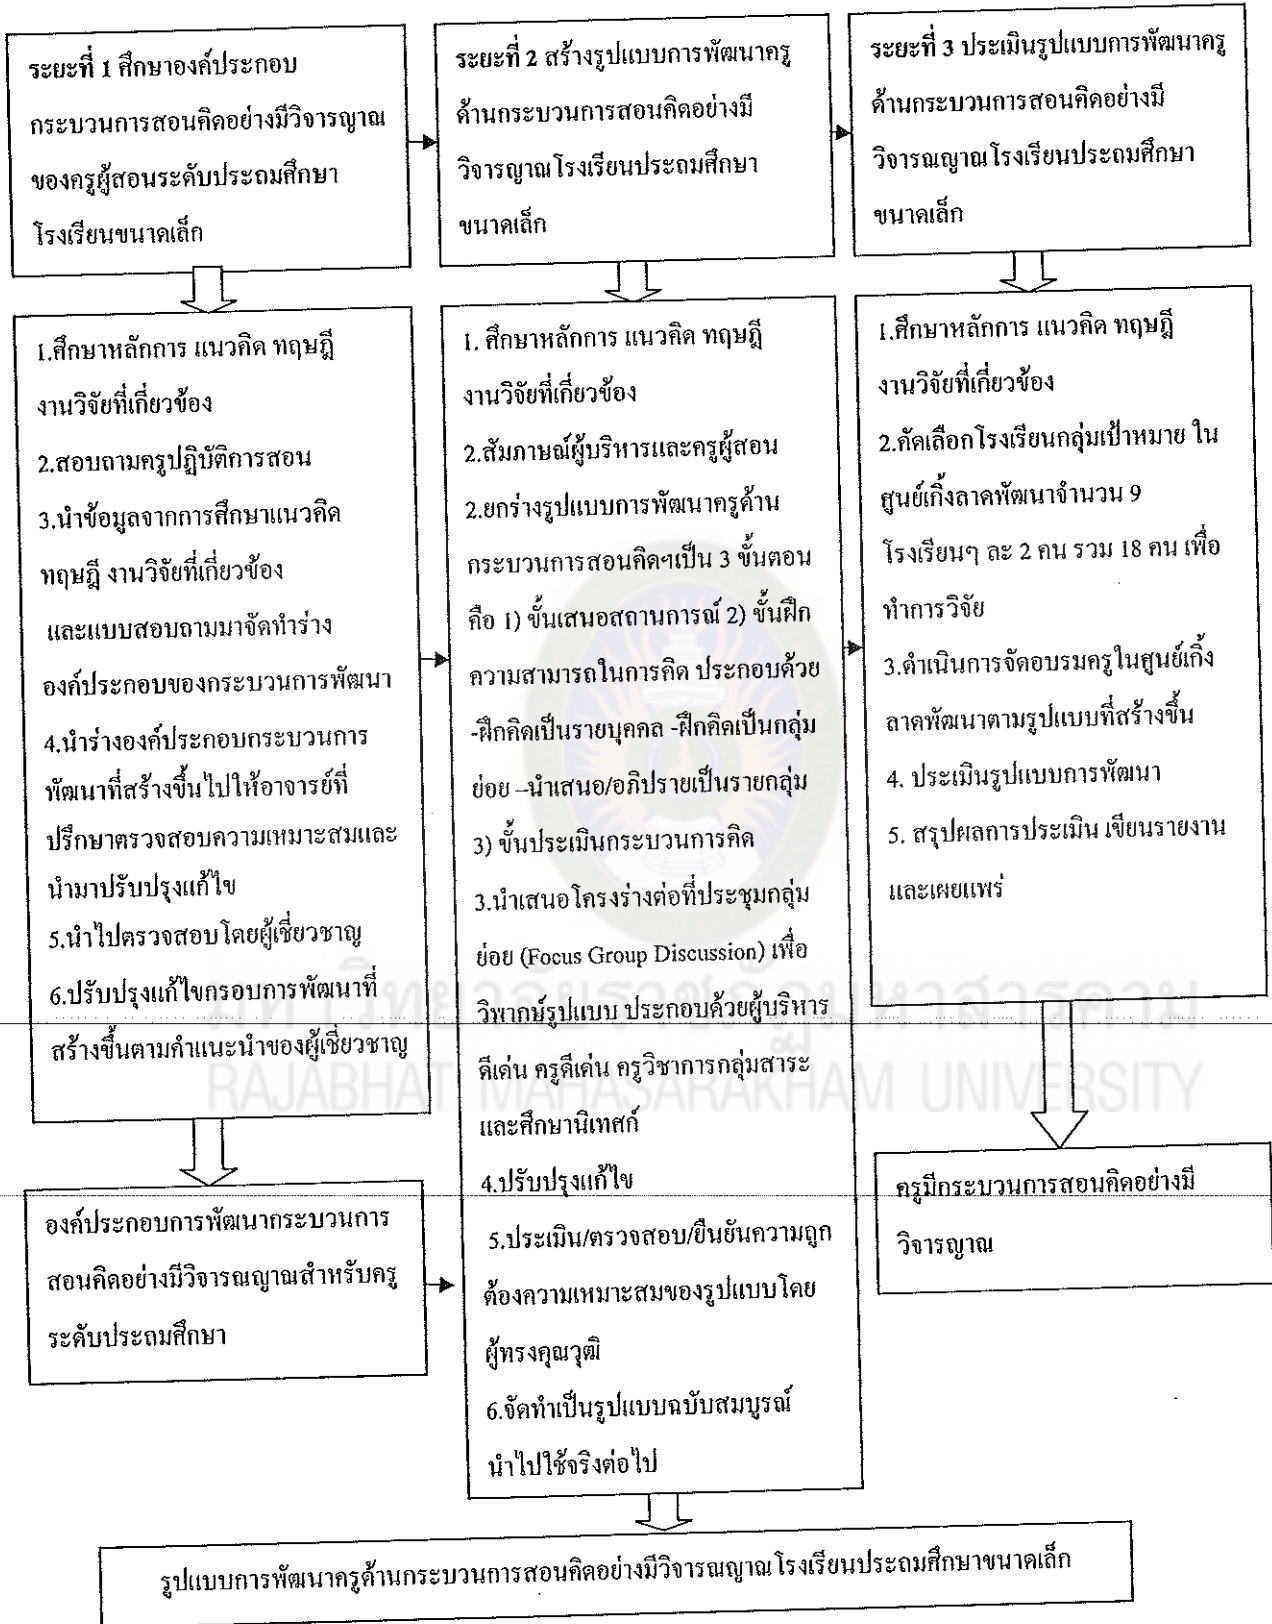 ระยะที่ 1 ศึกษาองค์ประกอบ
กระบวนการสอนคิดอย่างมีวิจารญาณ
ของครูผู้สอนระดับประถมศึกษา
โรงเรียนขนาดเล็ก
ระยะที่ 2 สร้างรูปแบบการพัฒนาครู
ด้านกระบวนการสอนคิดอย่างมี
วิจารญาณโรงเรียนประถมศึกษา
ขนาดเล็ก
ระยะที่ 3 ประเมินรูปแบบการพัฒนาครู
ด้านกระบวนการสอนคิดอย่างมี
วิจารณญาณโรงเรียนประถมศึกษา
ขนาดเล็ก
1.ศึกษาหลักการ แนวคิด ทฤษฎี
งานวิจัยที่เกี่ยวข้อง
2.สอบถามครูปฏิบัติการสอน
3.นำข้อมูลจากการศึกษาแนวคิด
ทฤษฎี งานวิจัยที่เกี่ยวข้อง
และแบบสอบถามมาจัดทำร่าง
องค์ประกอบของกระบวนการพัฒนา
4.นำร่างองค์ประกอบกระบวนการ
พัฒนาที่สร้างขึ้นไปให้อาจารย์ที่
ปรึกษาตรวจสอบความเหมาะสมและ
นำมาปรับปรุงแก้ไข
5.นำไปตรวจสอบโดยผู้เชี่ยวชาญ
6.ปรับปรุงแก้ไขกรอบการพัฒนาที่
สร้างขึ้นตามคำแนะนำของผู้เชี่ยวชาญ
1. ศึกษาหลักการ แนวคิด ทฤษฎี
งานวิจัยที่เกี่ยวข้อง
2.สัมภาษณ์ผู้บริหารและครูผู้สอน
2.ยกร่างรูปแบบการพัฒนาครูด้าน
กระบวนการสอนคิดฯเป็น 3 ขั้นตอน
คือ 1) ขั้นเสนอสถานการณ์ 2) ขั้นฝึก
ความสามารถในการคิด ประกอบด้วย
-ฝึกคิดเป็นรายบุคคล -ฝึกคิดเป็นกลุ่ม
ย่อย –นำเสนอ/อภิปรายเป็นรายกลุ่ม
3) ขั้นประเมินกระบวนการคิด
3.นำเสนอโครงร่างต่อที่ประชุมกลุ่ม
ย่อย (Focus Group Discussion) เพื่อ
วิพากษ์รูปแบบ ประกอบด้วยผู้บริหาร
ดีเด่น ครูดีเด่น ครูวิชาการกลุ่มสาระ
และศึกษานิเทศก์
4.ปรับปรุงแก้ไข
5.ประเมิน/ตรวจสอบ/ยืนยันความถูก
ต้องความเหมาะสมของรูปแบบโดย
ผู้ทรงคุณวุฒิ
6.จัดทำเป็นรูปแบบฉบับสมบูรณ์
นำไปใช้จริงต่อไป
1.ศึกษาหลักการ แนวคิด ทฤษฎี
งานวิจัยที่เกี่ยวข้อง
2.คัดเลือกโรงเรียนกลุ่มเป้าหมาย ใน
ศูนย์เกิ้งลาดพัฒนาจำนวน 9
โรงเรียนๆ ละ 2 คน รวม 18 คน เพื่อ
ทำการวิจัย
3.ดำเนินการจัดอบรมครูในศูนย์เกิ้ง
ลาดพัฒนาตามรูปแบบที่สร้างขึ้น
4. ประเมินรูปแบบการพัฒนา
5. สรุปผลการประเมิน เขียนรายงาน
และเผยแพร่
มหาวิทยาลัยราชภัฏมหาสารคาม
RAJABHAT MAHASARAKHAM UNIVERSITY
องค์ประกอบการพัฒนากระบวนการ
สอนคิดอย่างมีวิจารณญาณสำหรับครู
ระดับประถมศึกษา
ครูมีกระบวนการสอนคิดอย่างมี
วิจารญาณ
รูปแบบการพัฒนาครูด้านกระบวนการสอนคิดอย่างมีวิจารณญาณโรงเรียนประถมศึกษาขนาดเล็ก